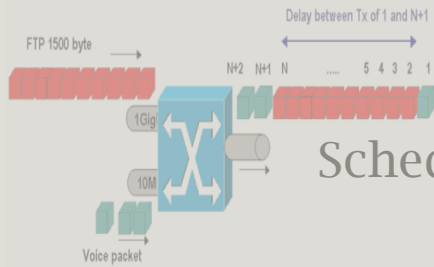 Delay between Tx of 1 and N+1
FTP 1500 byte
N+2 N+1 N ..... 5 4 3 2 1
1Gig
Sched
10M
Voice packet